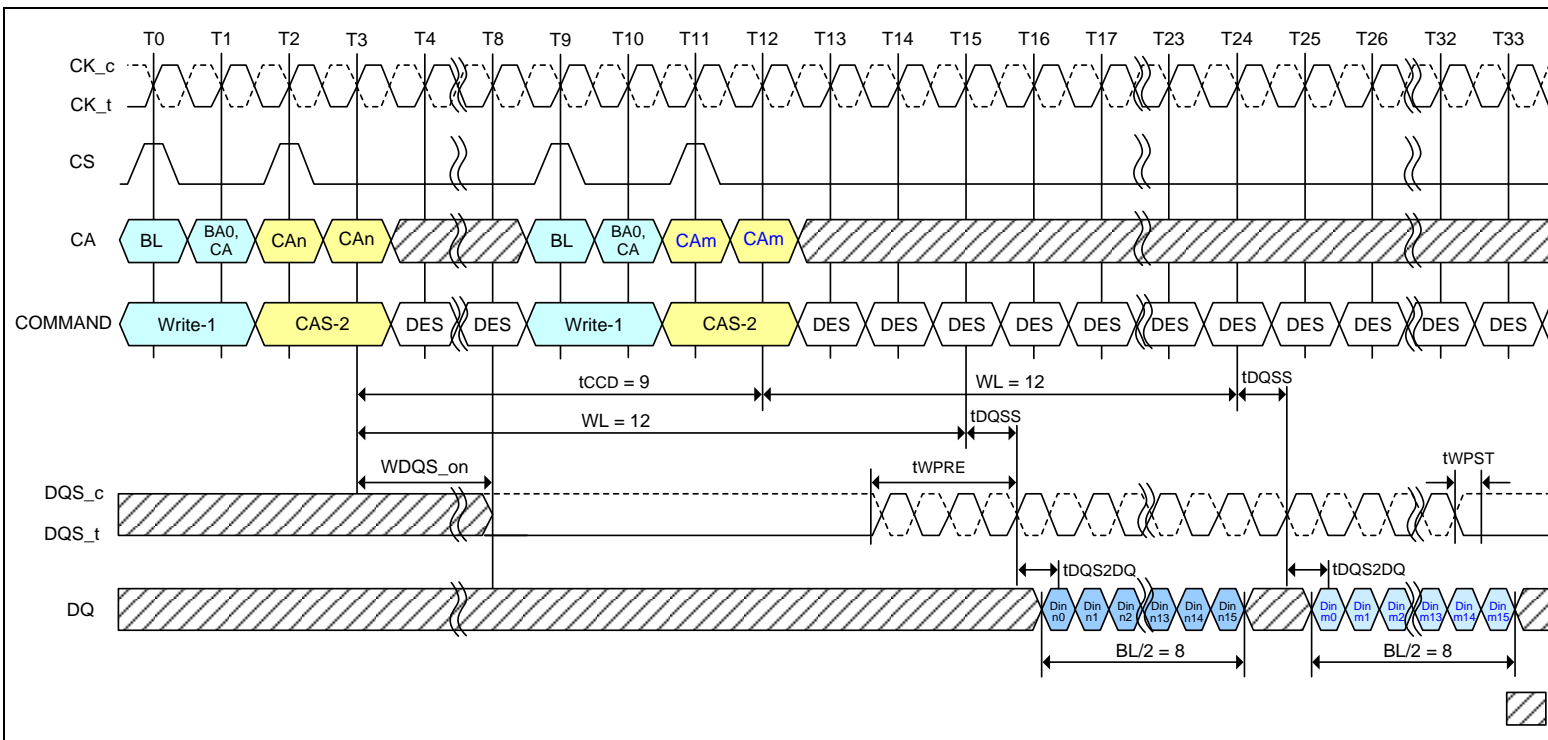 T0 T1 T2 T3 T4 T8 T9 T10 T11 T12 T13 T14 T15 T16 T17 T23 T24 T25 T26 T32 T33
CK_c
CK_t
CS
CA BL BA0, CA CAn CAn BL BA0, CA CAm CAm
COMMAND Write-1 CAS-2 DES DES Write-1 CAS-2 DES DES DES DES DES DES DES DES DES DES DES
tCCD = 9 WL = 12 tDQSS
WL = 12 tDQSS
WDQS_on tWPRE tWPST
DQS_c
DQS_t
tDQS2DQ tDQS2DQ
DQ Din n0 Din n1 Din n2 Din n13 Din n14 Din n15 Din m0 Din m1 Din m2 Din m13 Din m14 Din m15
BL/2 = 8 BL/2 = 8